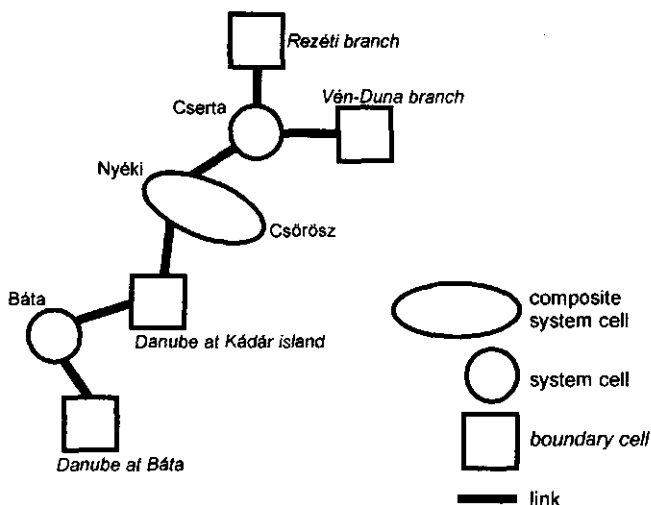 Rezéti branch
Cserta
Vén-Duna branch
Nyéki
Csörösz
Báta
Danube at Kádár island
Danube at Báta
composite
system cell
system cell
boundary cell
link